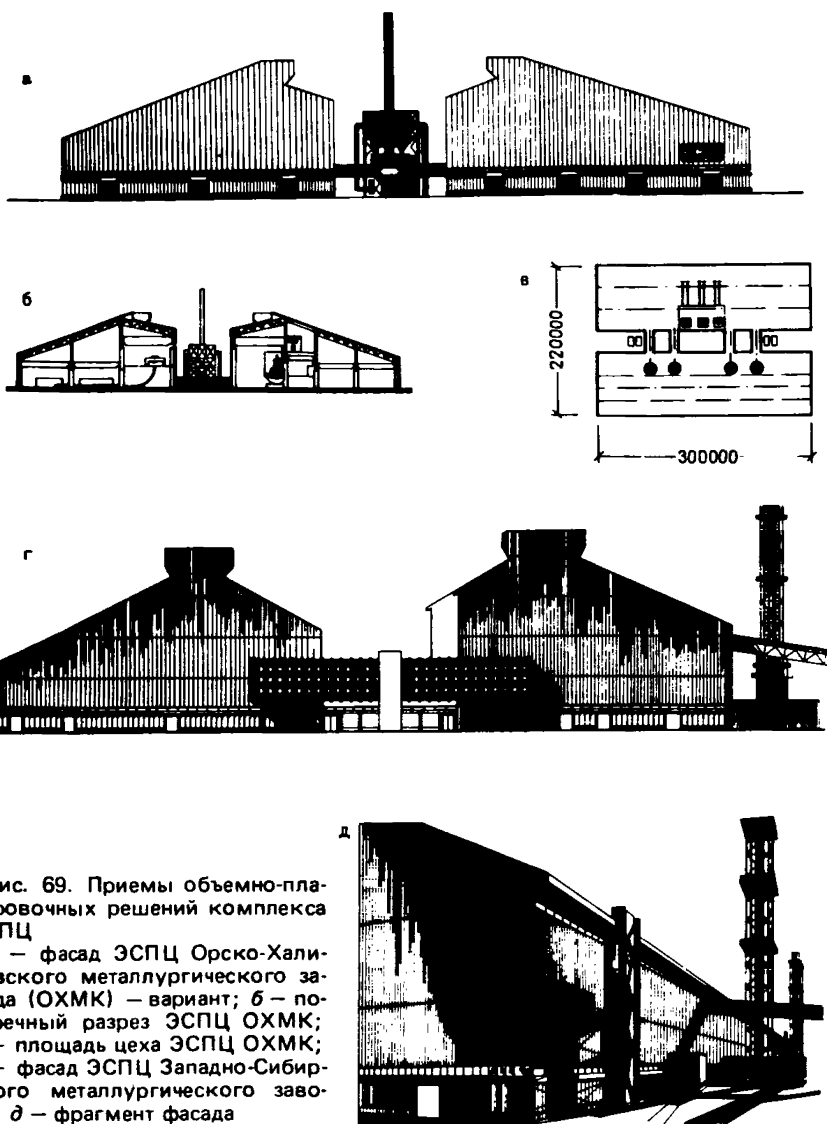 а
б
в
220000
300000
г
д
ис. 69. Приемы объемно-пла-
ровочных решений комплекса
ПЦ
— фасад ЭСПЦ Орско-Хали-
вского металлургического за-
да (ОХМК) — вариант; б — по-
речный разрез ЭСПЦ ОХМК;
— площадь цеха ЭСПЦ ОХМК;
— фасад ЭСПЦ Западно-Сибир-
ого металлургического заво-
д — фрагмент фасада